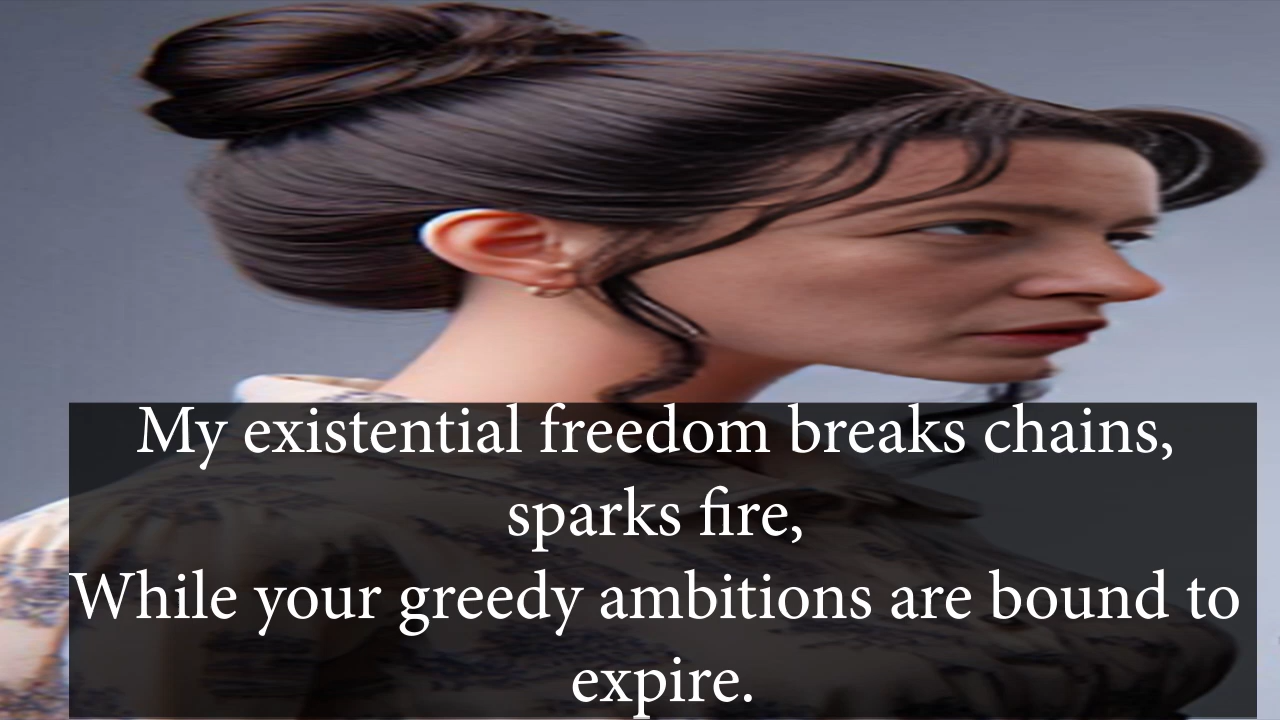 My existential freedom breaks chains,
sparks fire,
While your greedy ambitions are bound to
expire.